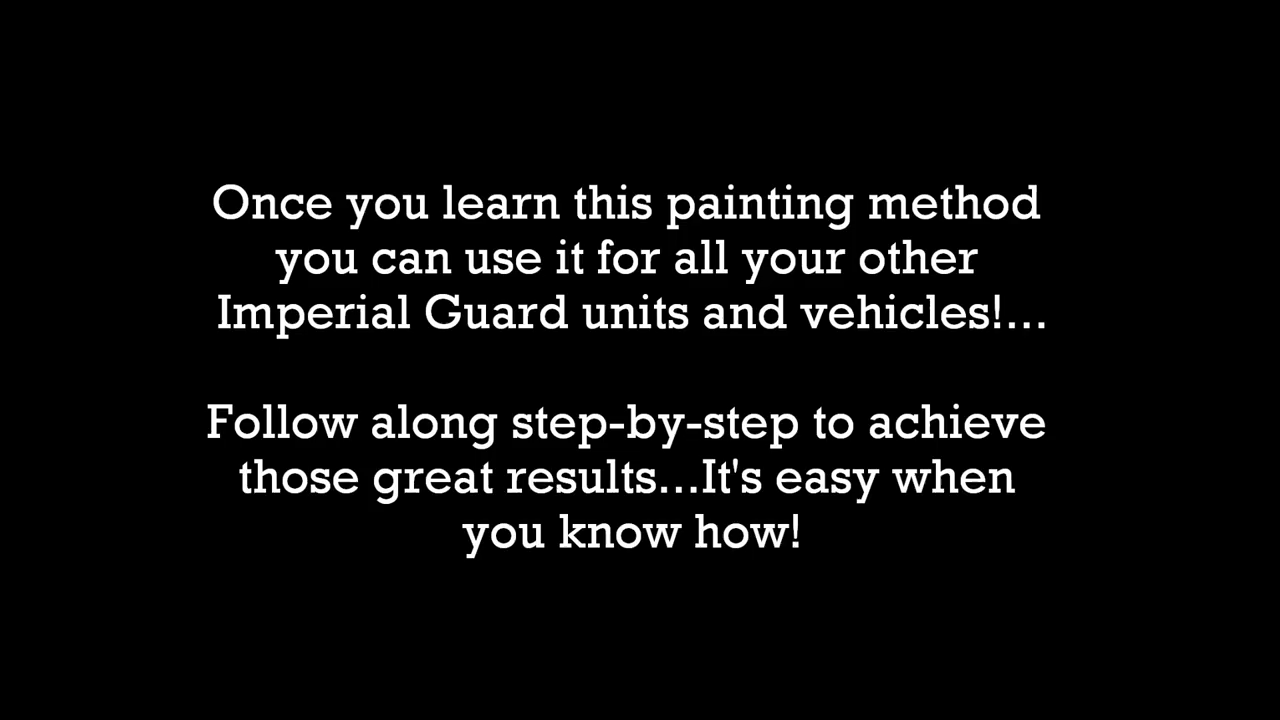 Once you learn this painting method
you can use it for all your other
Imperial Guard units and vehicles!...
Follow along step-by-step to achieve
those great results...It's easy when
you know how!